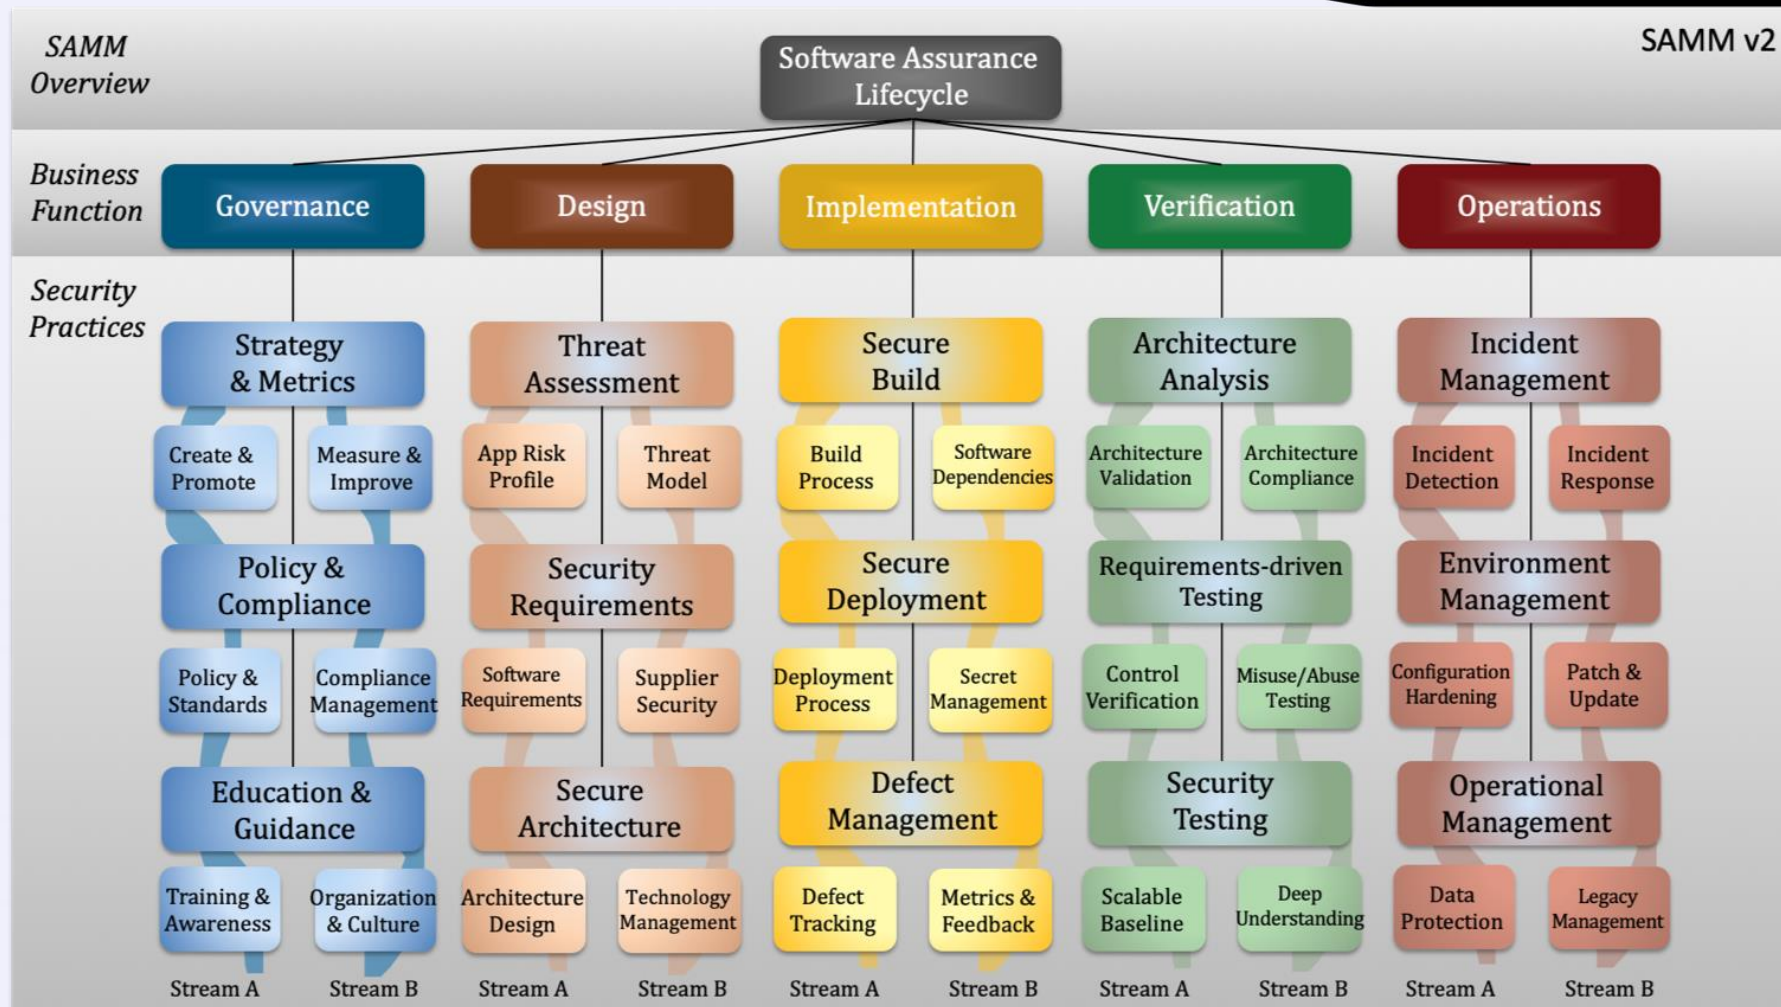 SAMM
Overview
SAMM v2
Software Assurance
Lifecycle
Business
Function
Governance
Design
Implementation
Verification
Operations
Security
Practices
Strategy
& Metrics
Threat
Assessment
Secure
Build
Architecture
Analysis
Incident
Management
Create &
Promote
Measure &
Improve
App Risk
Profile
Threat
Model
Build
Process
Software
Dependencies
Architecture
Validation
Architecture
Compliance
Incident
Detection
Incident
Response
Policy &
Compliance
Security
Requirements
Secure
Deployment
Requirements-driven
Testing
Environment
Management
Policy &
Standards
Compliance
Management
Software
Requirements
Supplier
Security
Deployment
Process
Secret
Management
Control
Verification
Misuse/Abuse
Testing
Configuration
Hardening
Patch &
Update
Education &
Guidance
Secure
Architecture
Defect
Management
Security
Testing
Operational
Management
Training &
Awareness
Organization
& Culture
Architecture
Design
Technology
Management
Defect
Tracking
Metrics &
Feedback
Scalable
Baseline
Deep
Understanding
Data
Protection
Legacy
Management
Stream A
Stream B
Stream A
Stream B
Stream A
Stream B
Stream A
Stream B
Stream A
Stream B